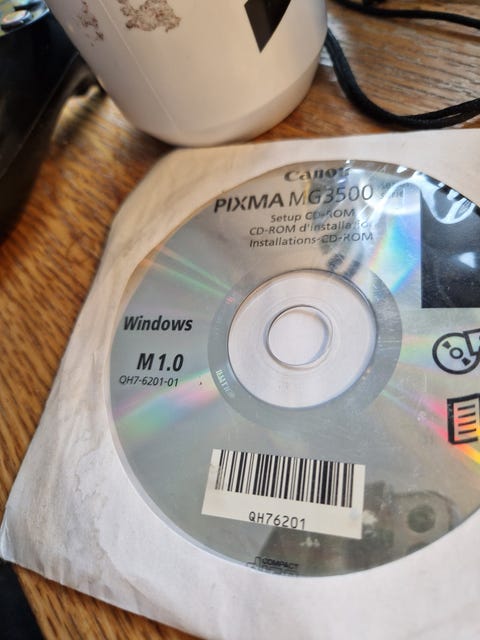 Canon
PIXMA MG3500
Setup CD-ROM
CD-ROM d'installation
Installations-CD-ROM
Windows
M 1.0
QH7-6201-01
QH76201
COMPACT